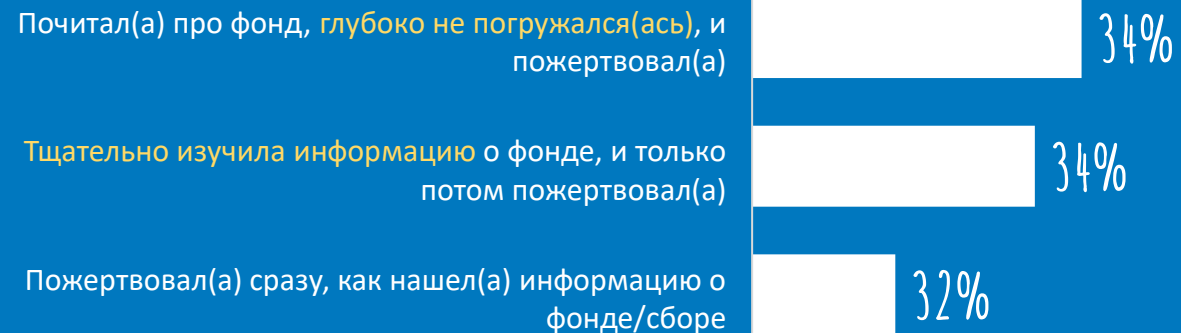 Почитал(а) про фонд, глубоко не погружался(ась), и
пожертвовал(а)
34%
Тщательно изучила информацию о фонде, и только
потом пожертвовал(а)
34%
Пожертвовал(а) сразу, как нашел(а) информацию о
фонде/сборе
32%